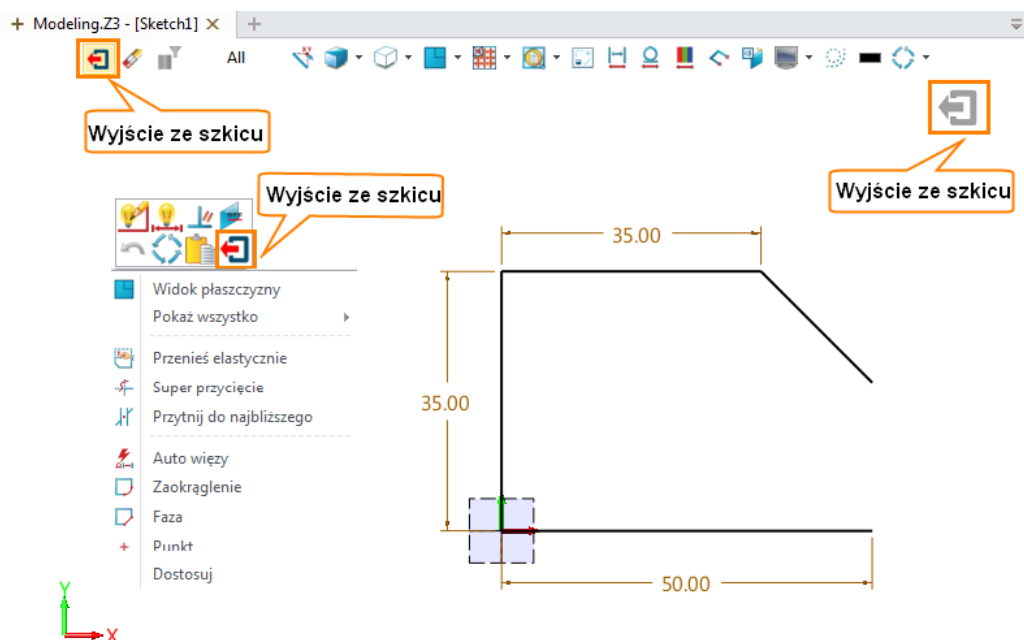 Modeling.Z3 - [Sketch1]
All
Wyjście ze szkicu
Wyjście ze szkicu
Wyjście ze szkicu
35.00
Widok płaszczyzny
Pokaż wszystko
Przenieś elastycznie
Super przycięcie
Przytnij do najbliższego
35.00
Auto więzy
Zaokrąglenie
Faza
Punkt
Dostosuj
50.00
Y
X